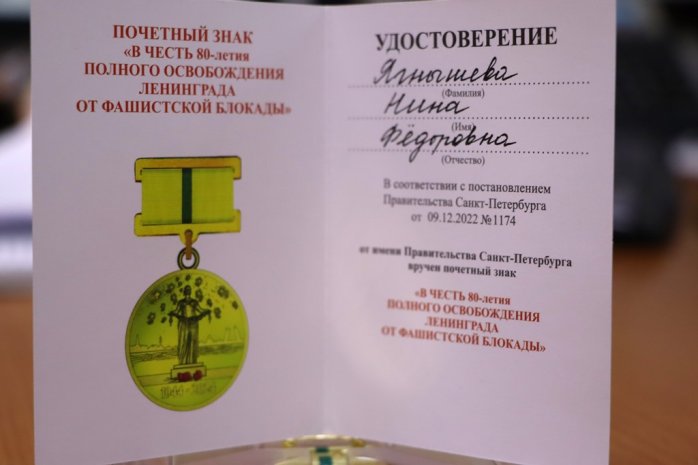 ПОЧЕТНЫЙ ЗНАК
«В ЧЕСТЬ 80-летия
ПОЛНОГО ОСВОБОЖДЕНИЯ
ЛЕНИНГРАДА
ОТ ФАШИСТСКОЙ БЛОКАДЫ»
1944-2024
УДОСТОВЕРЕНИЕ
Ягнышева
(Фамилия)
Нина
(Имя)
Фёдоровна
(Отчество)
В соответствии с постановлением
Правительства Санкт-Петербурга
от 09.12.2022 №1174
от имени Правительства Санкт-Петербурга
вручен почетный знак
«В ЧЕСТЬ 80-летия
ПОЛНОГО ОСВОБОЖДЕНИЯ
ЛЕНИНГРАДА
ОТ ФАШИСТСКОЙ БЛОКАДЫ»